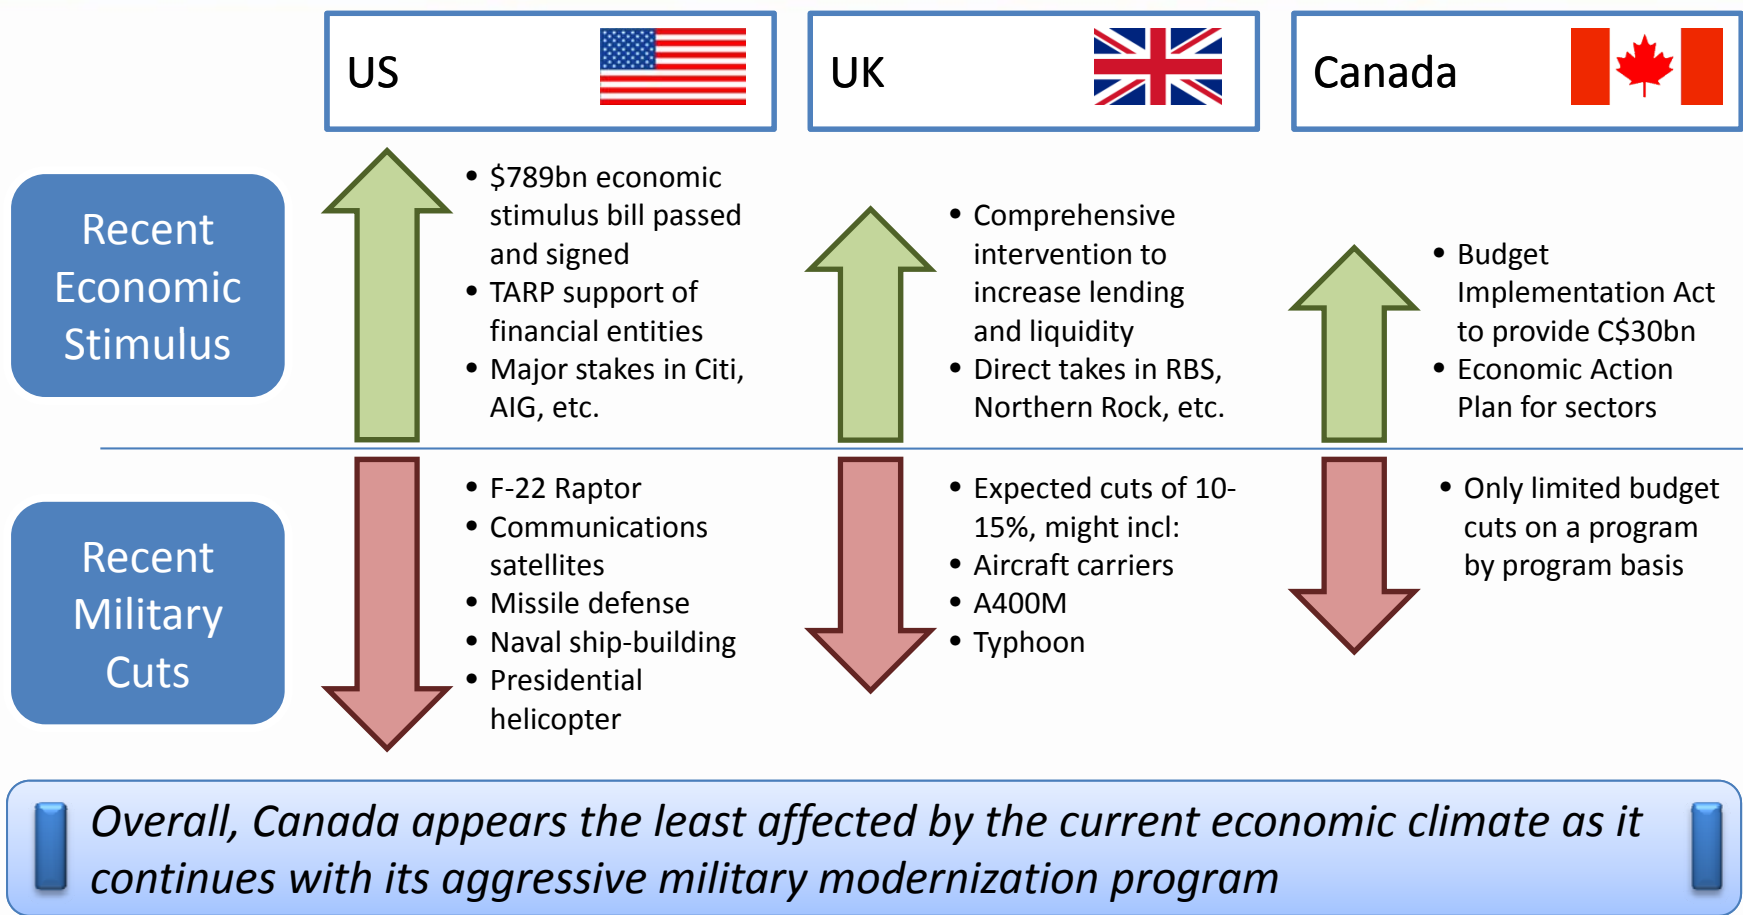 US
UK
Canada
Recent
Economic
Stimulus
• $789bn economic
stimulus bill passed
and signed
• TARP support of
financial entities
• Major stakes in Citi,
AIG, etc.
• Comprehensive
intervention to
increase lending
and liquidity
• Direct takes in RBS,
Northern Rock, etc.
• Budget
Implementation Act
to provide C$30bn
• Economic Action
Plan for sectors
Recent
Military
Cuts
• F-22 Raptor
• Communications
satellites
• Missile defense
• Naval ship-building
• Presidential
helicopter
• Expected cuts of 10-
15%, might incl:
• Aircraft carriers
• A400M
• Typhoon
• Only limited budget
cuts on a program
by program basis
Overall, Canada appears the least affected by the current economic climate as it
continues with its aggressive military modernization program